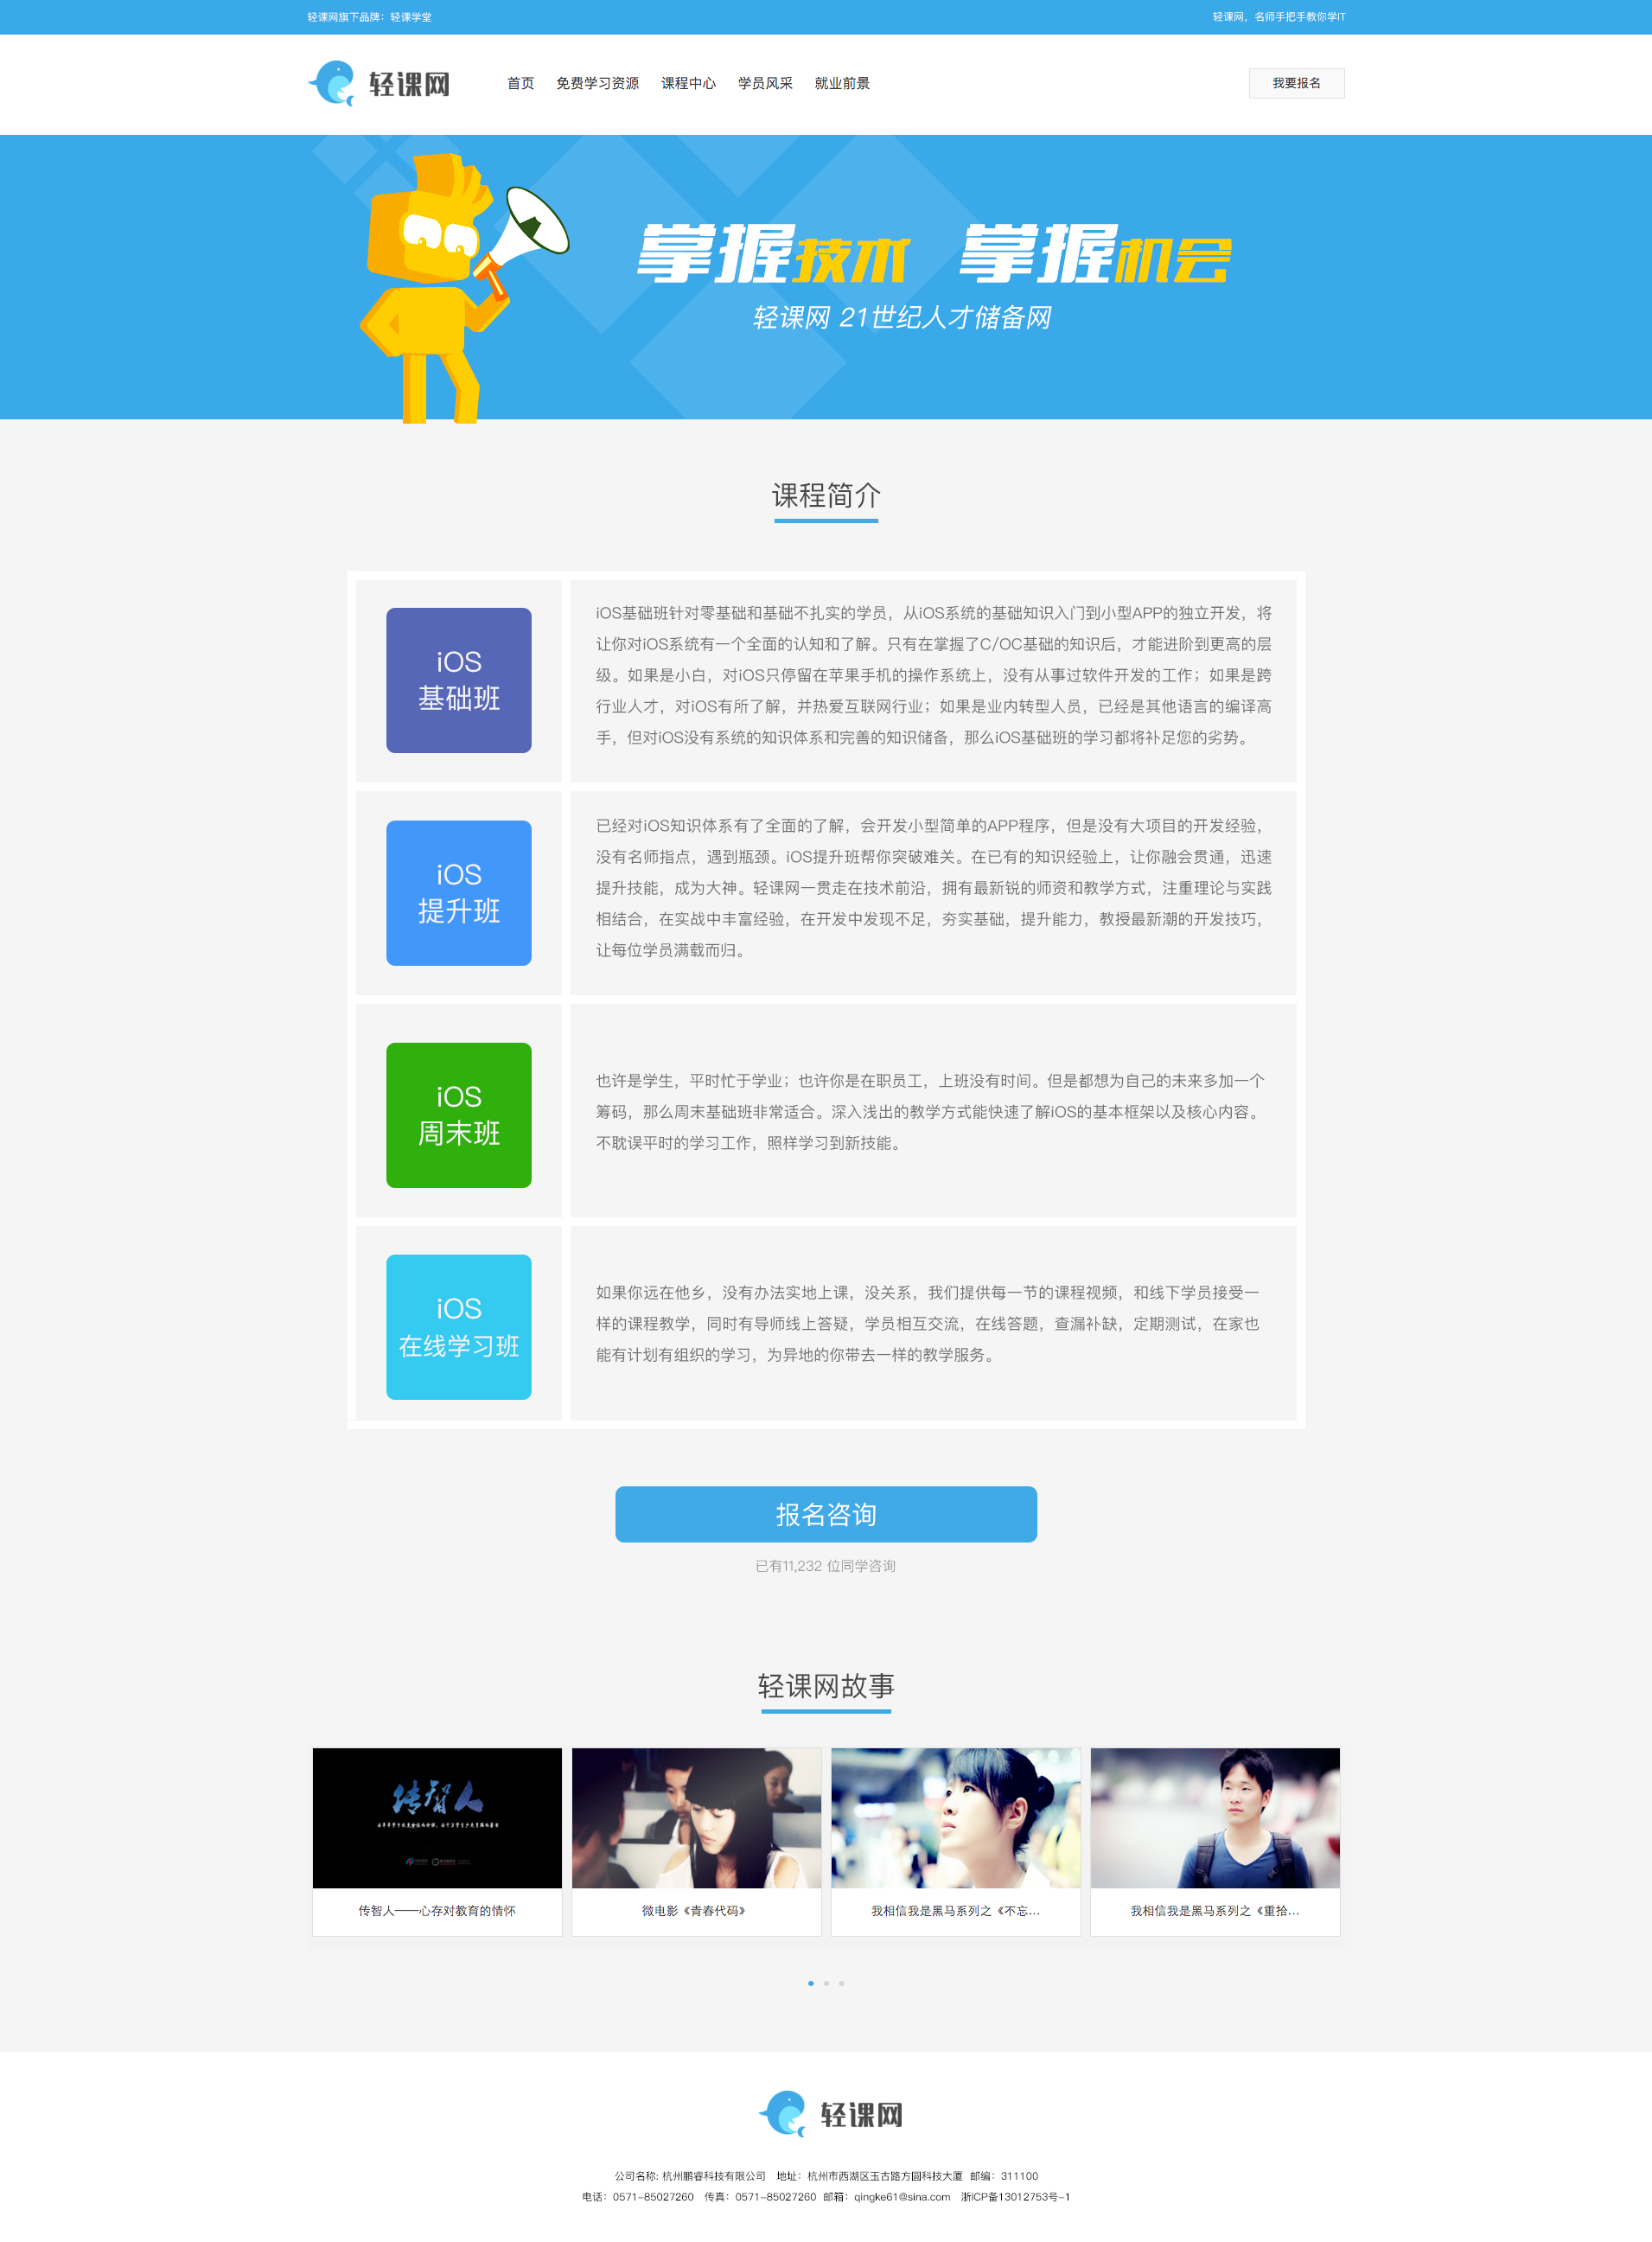 轻课网旗下品牌：轻课学堂
轻课网，名师手把手教你学IT
轻课网
首页 免费学习资源 课程中心 学员风采 就业前景
我要报名
掌握技术 掌握机会
轻课网 21世纪人才储备网
课程简介
iOS
基础班
iOS基础班针对零基础和基础不扎实的学员，从iOS系统的基础知识入门到小型APP的独立开发，将
让你对iOS系统有一个全面的认知和了解。只有在掌握了C/OC基础的知识后，才能进阶到更高的层
级。如果是小白，对iOS只停留在苹果手机的操作系统上，没有从事过软件开发的工作；如果是跨
行业人才，对iOS有所了解，并热爱互联网行业；如果是业内转型人员，已经是其他语言的编译高
手，但对iOS没有系统的知识体系和完善的知识储备，那么iOS基础班的学习都将补足您的劣势。
iOS
提升班
已经对iOS知识体系有了全面的了解，会开发小型简单的APP程序，但是没有大项目的开发经验，
没有名师指点，遇到瓶颈。iOS提升班帮你突破难关。在已有的知识经验上，让你融会贯通，迅速
提升技能，成为大神。轻课网一贯走在技术前沿，拥有最新锐的师资和教学方式，注重理论与实践
相结合，在实战中丰富经验，在开发中发现不足，夯实基础，提升能力，教授最新潮的开发技巧，
让每位学员满载而归。
iOS
周末班
也许是学生，平时忙于学业；也许你是在职员工，上班没有时间。但是都想为自己的未来多加一个
筹码，那么周末基础班非常适合。深入浅出的教学方式能快速了解iOS的基本框架以及核心内容。
不耽误平时的学习工作，照样学习到新技能。
iOS
在线学习班
如果你远在他乡，没有办法实地上课，没关系，我们提供每一节的课程视频，和线下学员接受一
样的课程教学，同时有导师线上答疑，学员相互交流，在线答题，查漏补缺，定期测试，在家也
能有计划有组织的学习，为异地的你带去一样的教学服务。
报名咨询
已有11,232 位同学咨询
轻课网故事
传智人
传智人——心存对教育的情怀
微电影《青春代码》
我相信我是黑马系列之《不忘...
我相信我是黑马系列之《重拾...
轻课网
公司名称: 杭州鹏睿科技有限公司 地址：杭州市西湖区玉古路方圆科技大厦 邮编：311100
电话：0571-85027260 传真：0571-85027260 邮箱：qingke61@sina.com 浙ICP备13012753号-1